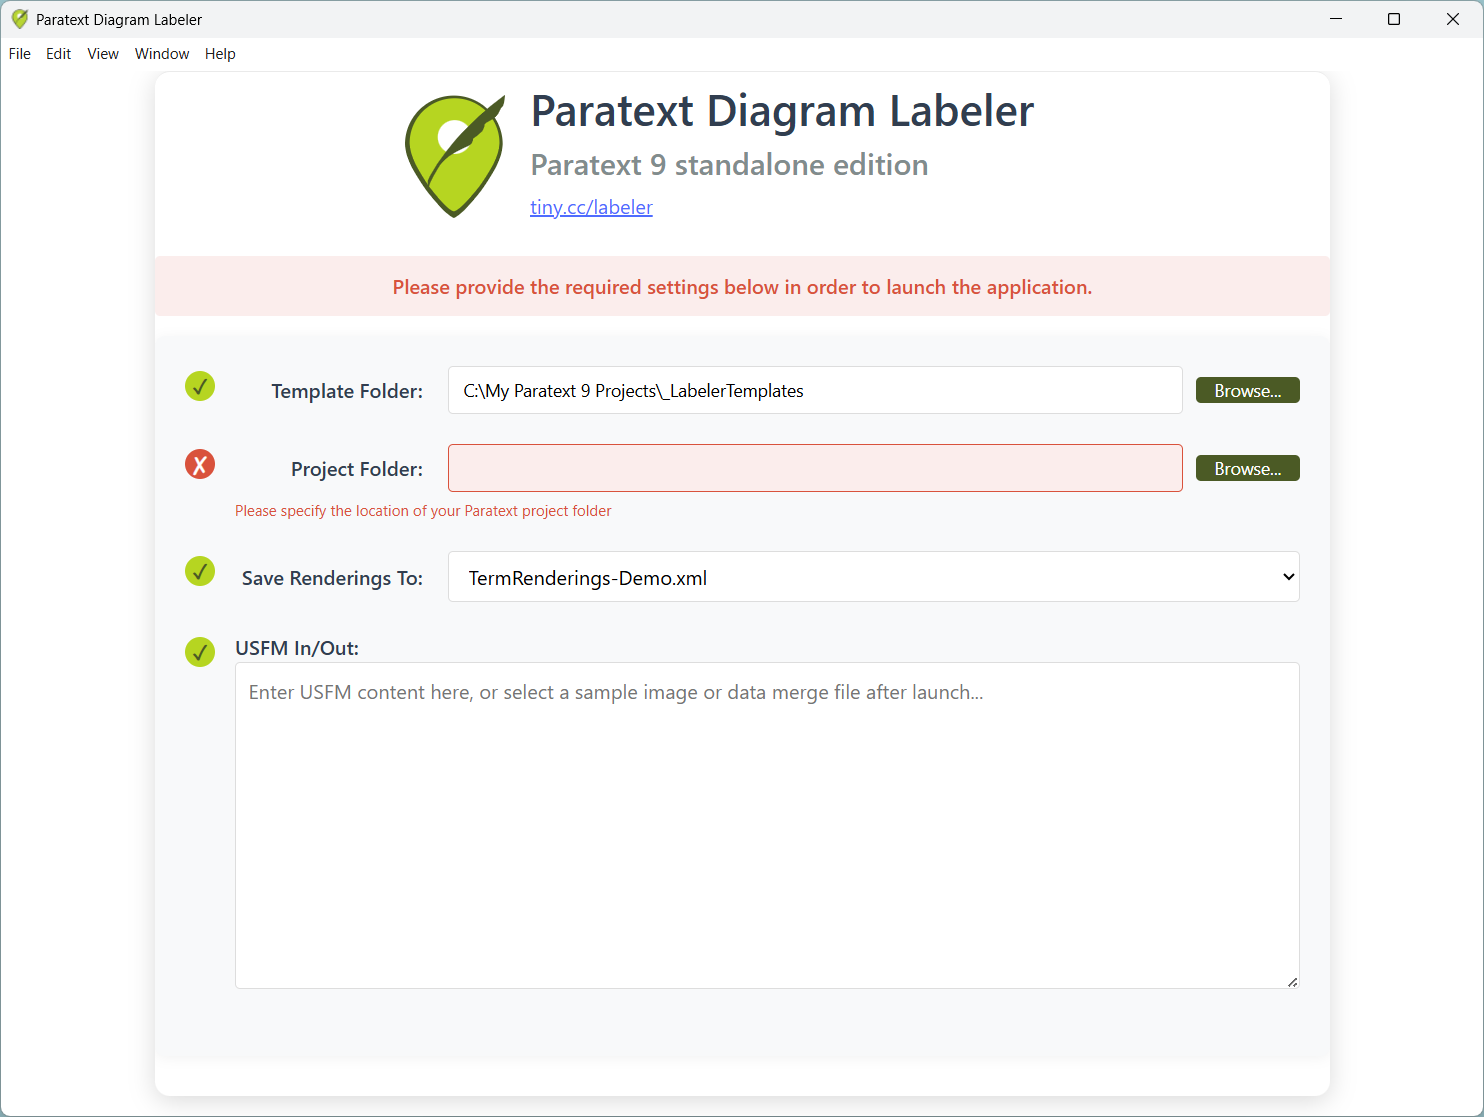 Paratext Diagram Labeler
File Edit View Window Help
Paratext Diagram Labeler
Paratext 9 standalone edition
tiny.cc/labeler
Please provide the required settings below in order to launch the application.
Template Folder: C:\My Paratext 9 Projects\_LabelerTemplates Browse...
Project Folder: Browse...
Please specify the location of your Paratext project folder
Save Renderings To: TermRenderings-Demo.xml
USFM In/Out:
Enter USFM content here, or select a sample image or data merge file after launch...